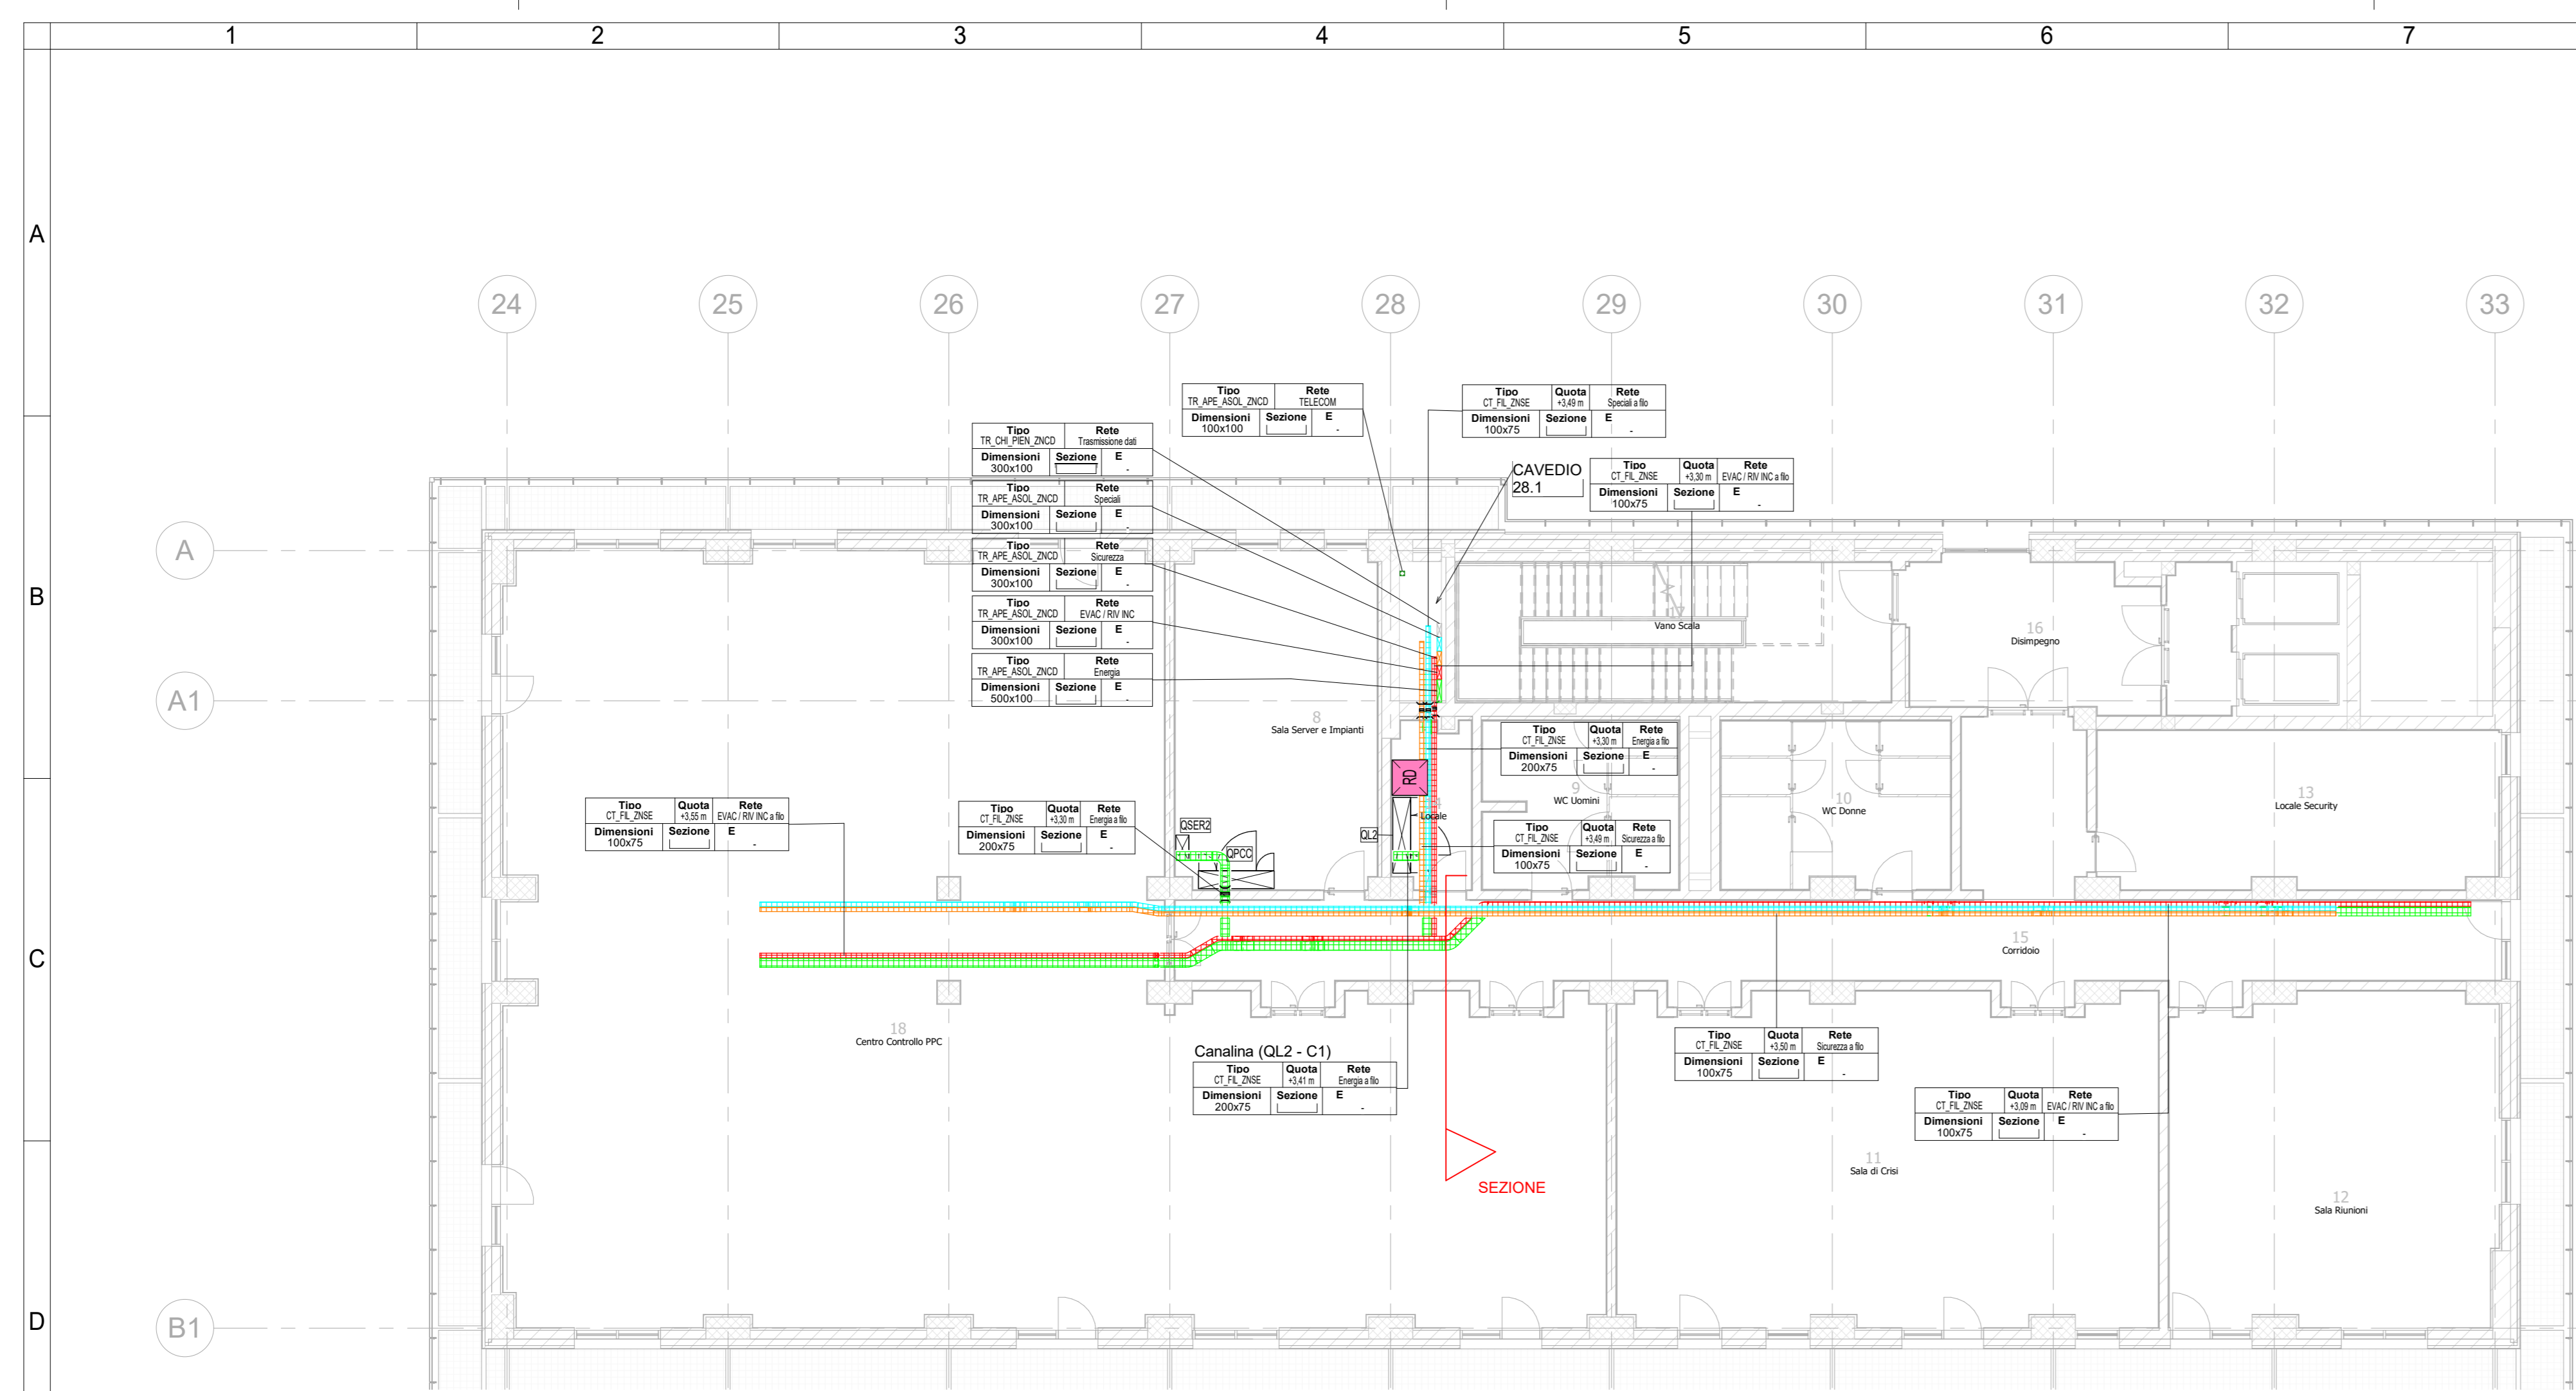 1 2 3 4 5 6 7
A
24 25 26 27 28 29 30 31 32 33
Tipo Rete
TR_APE_ASOL_ZNCD TELECOM
Dimensioni Sezione E
100x100 -
Tipo Quota Rete
CT_FIL_ZNSE +3,49 m Speciali a filo
Dimensioni Sezione E
100x75 -
Tipo Rete
TR_CHI_PIEN_ZNCD Trasmissione dati
Dimensioni Sezione E
300x100 -
CAVEDIO
28.1
Tipo Quota Rete
CT_FIL_ZNSE +3,30 m EVAC / RIV INC a filo
Dimensioni Sezione E
100x75 -
Tipo Rete
TR_APE_ASOL_ZNCD Speciali
Dimensioni Sezione E
300x100 -
A
Tipo Rete
TR_APE_ASOL_ZNCD Sicurezza
Dimensioni Sezione E
300x100 -
B
Tipo Rete
TR_APE_ASOL_ZNCD EVAC / RIV INC
Dimensioni Sezione E
300x100 -
17
Vano Scala
16
Disimpegno
Tipo Rete
TR_APE_ASOL_ZNCD Energia
Dimensioni Sezione E
500x100 -
A1
8
Sala Server e Impianti
Tipo Quota Rete
CT_FIL_ZNSE +3,30 m Energia a filo
Dimensioni Sezione E
200x75 -
RD
9
WC Uomini
10
WC Donne
13
Locale Security
Tipo Quota Rete
CT_FIL_ZNSE +3,55 m EVAC / RIV INC a filo
Dimensioni Sezione E
100x75 -
Tipo Quota Rete
CT_FIL_ZNSE +3,30 m Energia a filo
Dimensioni Sezione E
200x75 -
QSER2
QPCC
QL2
Locale
Tipo Quota Rete
CT_FIL_ZNSE +3,49 m Sicurezza a filo
Dimensioni Sezione E
100x75 -
C
15
Corridoio
18
Centro Controllo PPC
Canalina (QL2 - C1)
Tipo Quota Rete
CT_FIL_ZNSE +3,41 m Energia a filo
Dimensioni Sezione E
200x75 -
Tipo Quota Rete
CT_FIL_ZNSE +3,50 m Sicurezza a filo
Dimensioni Sezione E
100x75 -
Tipo Quota Rete
CT_FIL_ZNSE +3,09 m EVAC / RIV INC a filo
Dimensioni Sezione E
100x75 -
11
Sala di Crisi
SEZIONE
12
Sala Riunioni
D
B1